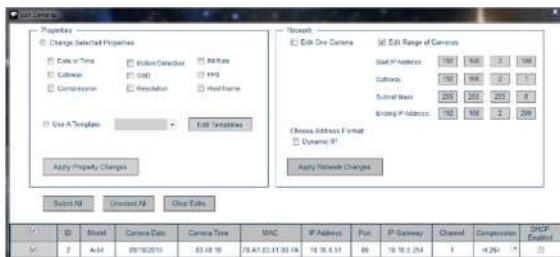 Edit Cameras
Properties
Change Selected Properties
Date or Time
Motion Detection
Bit Rate
Gateway
OSD
FPS
Compression
Resolution
Host Name
Use A Template
Edit Templates
Apply Property Changes
Network
Edit One Camera
Edit Range of Cameras
Start IP Address: 192 168 2 100
Gateway: 192 168 2 1
Subnet Mask: 255 255 255 0
Ending IP Address: 192 168 2 200
Choose Address Format:
Dynamic IP
Apply Network Changes
Select All
Unselect All
Clear Edits
ID Model Camera Date Camera Time MAC IP Address Port IP Gateway Channel Compression DHCP Enabled
2 1 H.264